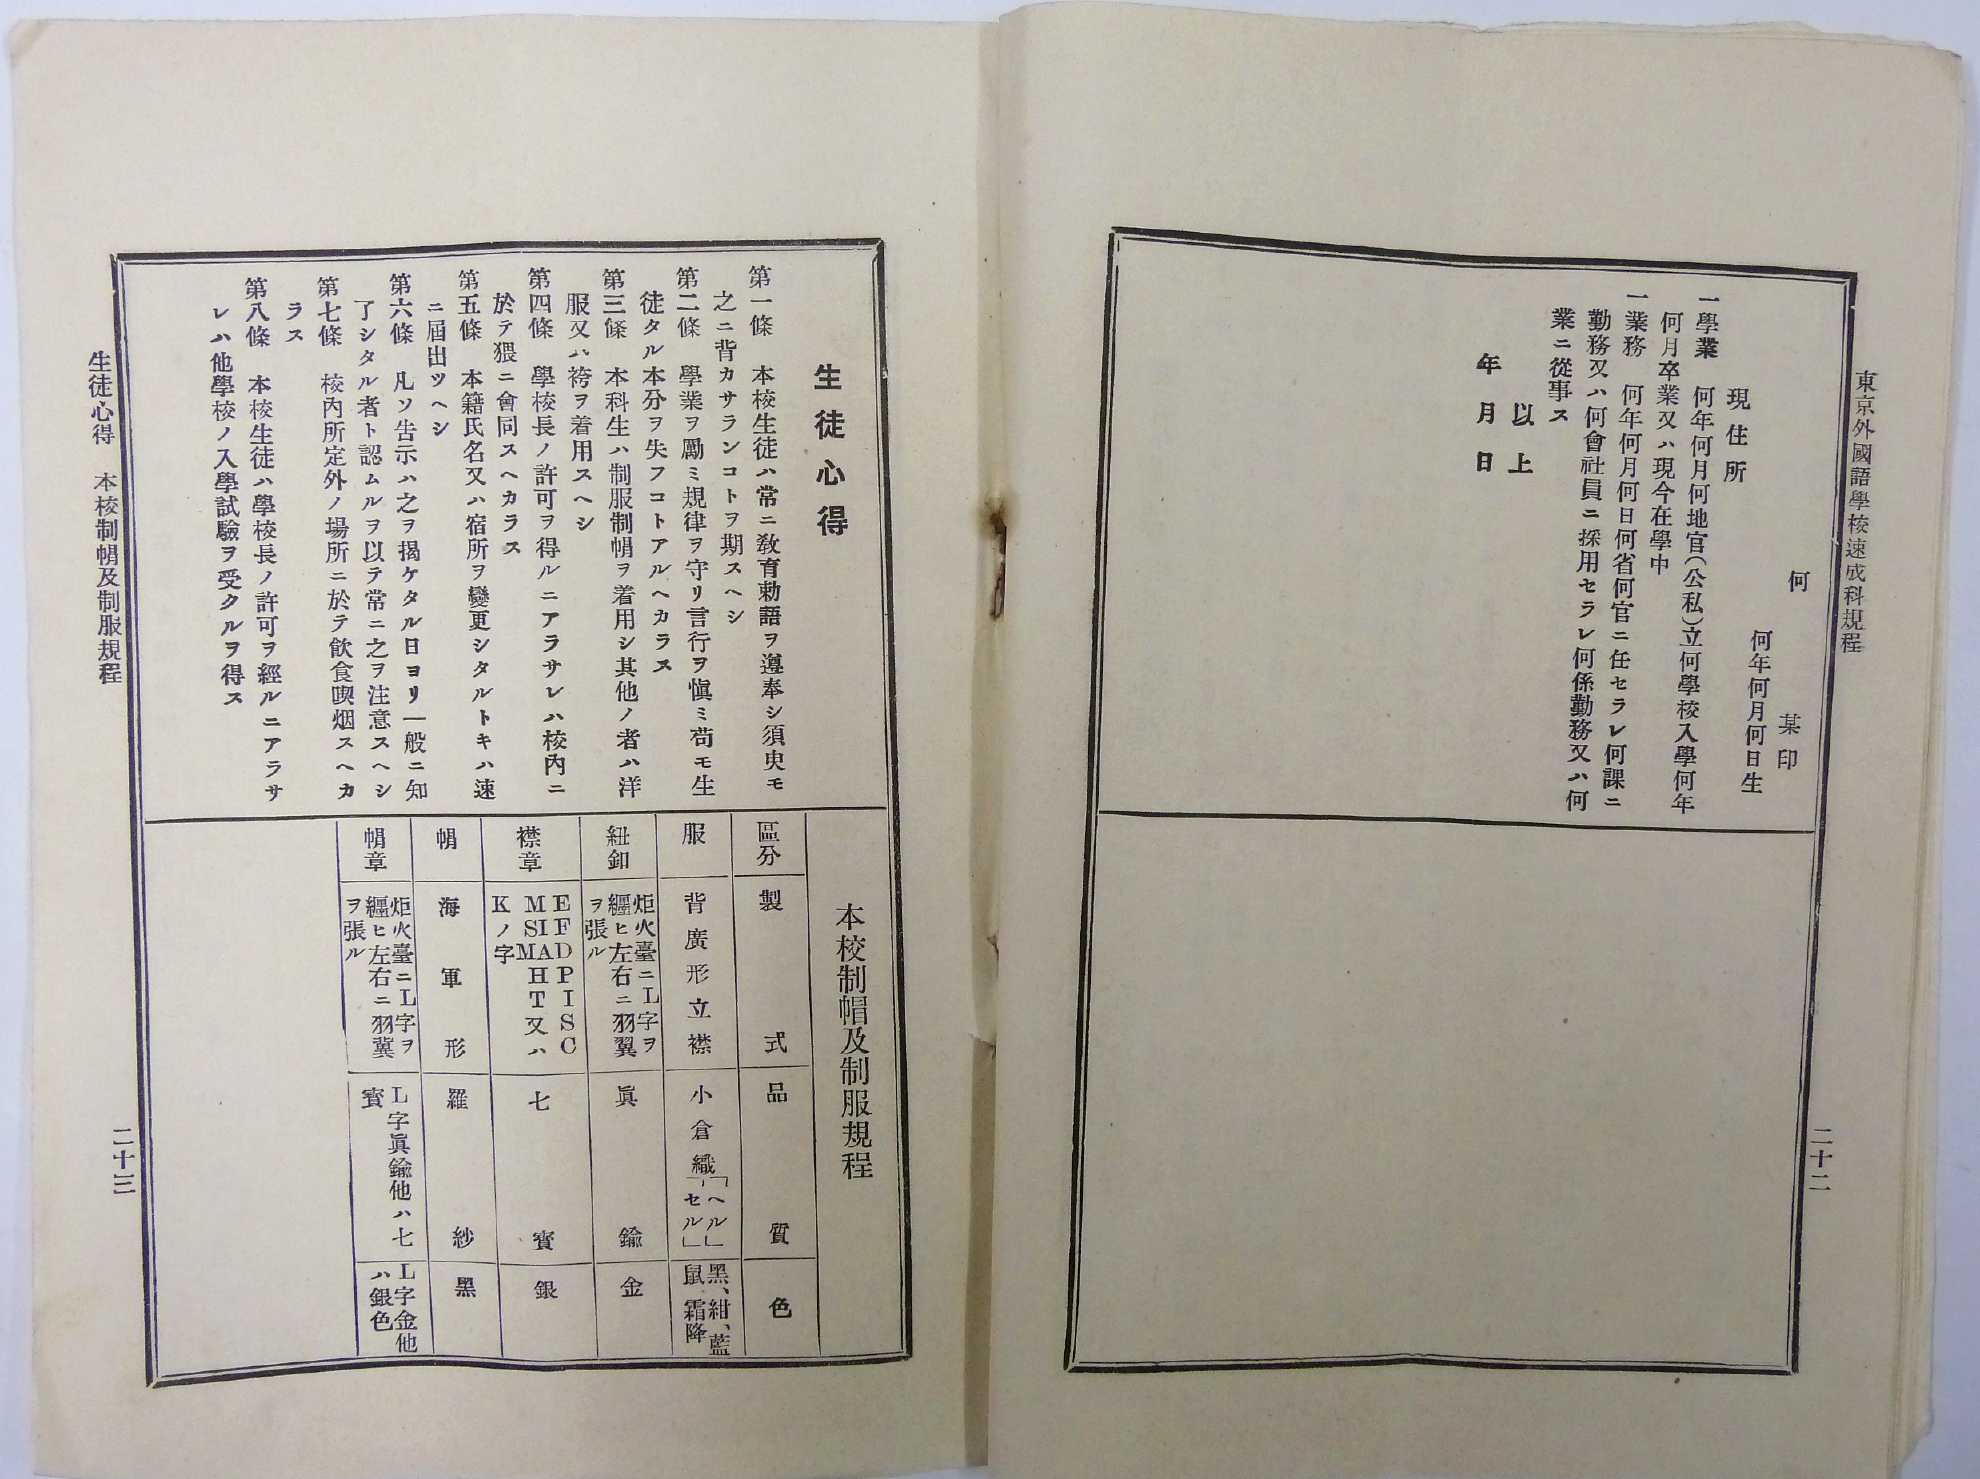 東京外國語學校速成科規程
二十二
何　某印
何年何月何日生
現住所
一學業　何年何月何地官(公私)立何學校入學何年
何月卒業又ハ現今在學中
一業務　何年何月何日何省何官ニ任セラレ何課ニ
勤務又ハ何會社員ニ採用セラレ何係勤務又ハ何
業ニ從事ス
以上
年月日
生徒心得
第一條　本校生徒ハ常ニ敎育勅語ヲ遵奉シ須臾モ
之ニ背カサランコトヲ期スヘシ
第二條　學業ヲ勵ミ規律ヲ守リ言行ヲ愼ミ苟モ生
徒タル本分ヲ失フコトアルヘカラス
第三條　本科生ハ制服制帽ヲ着用シ其他ノ者ハ洋
服又ハ袴ヲ着用スヘシ
第四條　學校長ノ許可ヲ得ルニアラサレハ校內ニ
於テ猥ニ會同スヘカラス
第五條　本籍氏名又ハ宿所ヲ變更シタルトキハ速
ニ屆出ツヘシ
第六條　凡ソ告示ハ之ヲ揭ケタル日ヨリ一般ニ知
了シタル者ト認ムルヲ以テ常ニ之ヲ注意スヘシ
第七條　校內所定外ノ場所ニ於テ飮食喫烟スヘカ
ラス
第八條　本校生徒ハ學校長ノ許可ヲ經ルニアラサ
レハ他學校ノ入學試驗ヲ受クルヲ得ス
本校制帽及制服規程
區分　製式　品質　色
服　背廣形立襟　小倉織「ヘル」
「セル」　黑、紺、藍
鼠、霜降
紐釦　炬火臺ニL字ヲ
纒ヒ左右ニ羽翼
ヲ張ル　眞鍮　金
襟章　E F D P I S C
M SI MA H T 又ハ
K ノ字　七寶　銀
帽　海軍形　羅紗　黑
帽章　炬火臺ニL字ヲ
纒ヒ左右ニ羽冀
ヲ張ル　L字眞鍮他ハ七
寳　L字金他
ハ銀色
生徒心得　本校制帽及制服規程
二十三